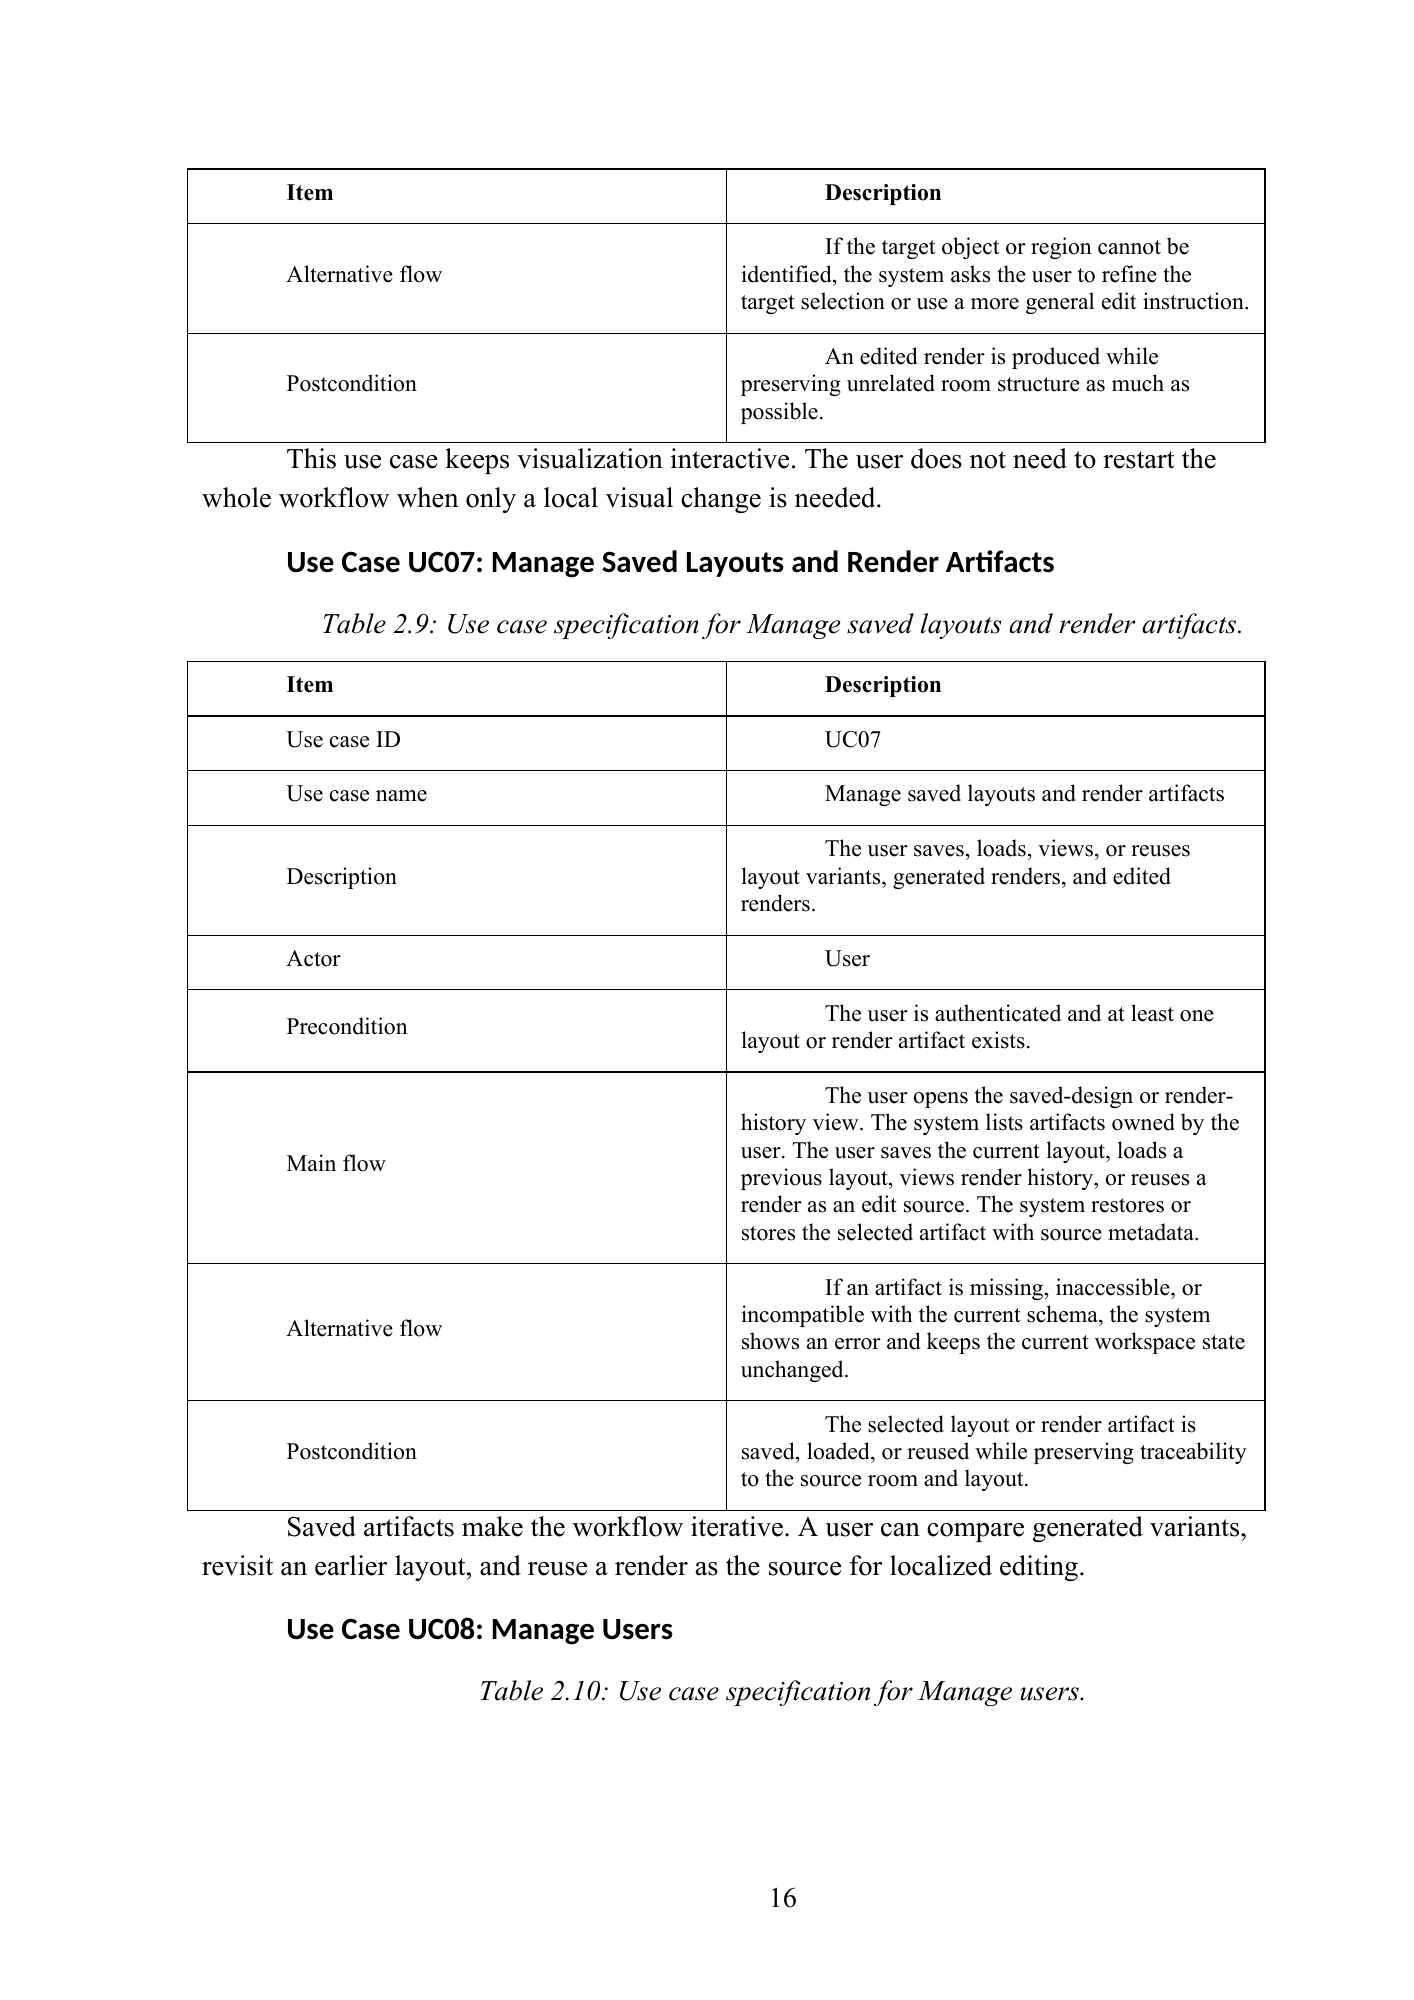 Item Description
Alternative flow
If the target object or region cannot be
identified, the system asks the user to refine the
target selection or use a more general edit instruction.
Postcondition
An edited render is produced while
preserving unrelated room structure as much as
possible.
This use case keeps visualization interactive. The user does not need to restart the
whole workflow when only a local visual change is needed.
Use Case UC07: Manage Saved Layouts and Render Artifacts
Table 2.9: Use case specification for Manage saved layouts and render artifacts.
Item Description
Use case ID UC07
Use case name Manage saved layouts and render artifacts
Description
The user saves, loads, views, or reuses
layout variants, generated renders, and edited
renders.
Actor User
Precondition
The user is authenticated and at least one
layout or render artifact exists.
Main flow
The user opens the saved-design or render-
history view. The system lists artifacts owned by the
user. The user saves the current layout, loads a
previous layout, views render history, or reuses a
render as an edit source. The system restores or
stores the selected artifact with source metadata.
Alternative flow
If an artifact is missing, inaccessible, or
incompatible with the current schema, the system
shows an error and keeps the current workspace state
unchanged.
Postcondition
The selected layout or render artifact is
saved, loaded, or reused while preserving traceability
to the source room and layout.
Saved artifacts make the workflow iterative. A user can compare generated variants,
revisit an earlier layout, and reuse a render as the source for localized editing.
Use Case UC08: Manage Users
Table 2.10: Use case specification for Manage users.
16